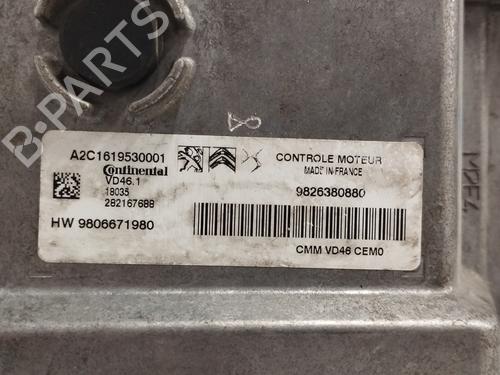 B-PARTS
A2C1619530001
Continental
VD46.1
18035
282167688
HW 9806671980
CONTROLE MOTEUR
MADE IN FRANCE
9826380880
CMM VD46 CEM0